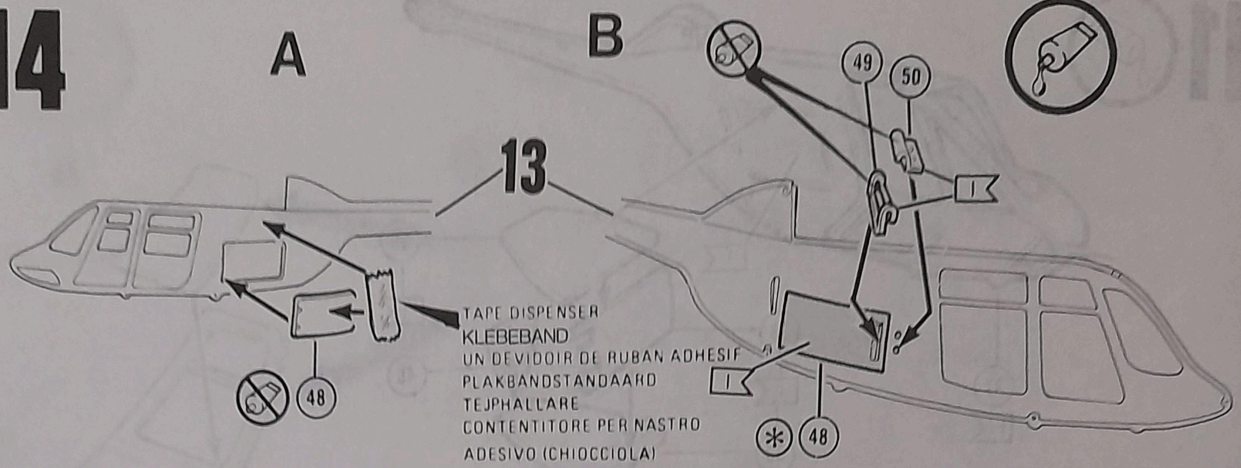 14
A
B
49
50
13
I
TAPE DISPENSER
KLEBEBAND
UN DEVIDOIR DE RUBAN ADHESIF
PLAKBANDSTANDAARD
TEJPHALLARE
CONTENTITORE PER NASTRO
ADESIVO (CHIOCCIOLA)
I
48
* 48